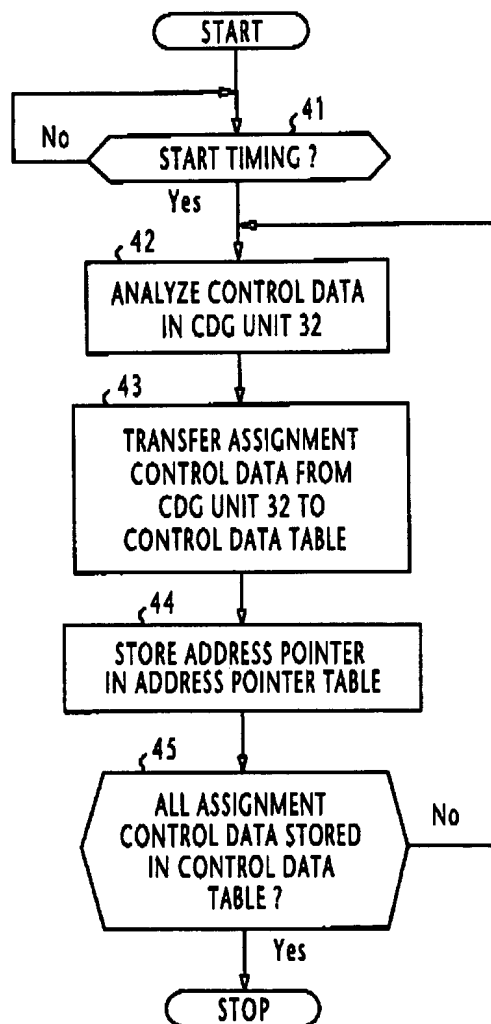 START
41
No
START TIMING ?
Yes
42
ANALYZE CONTROL DATA
IN CDG UNIT 32
43
TRANSFER ASSIGNMENT
CONTROL DATA FROM
CDG UNIT 32 TO
CONTROL DATA TABLE
44
STORE ADDRESS POINTER
IN ADDRESS POINTER TABLE
45
ALL ASSIGNMENT
CONTROL DATA STORED
IN CONTROL DATA
TABLE ?
No
Yes
STOP